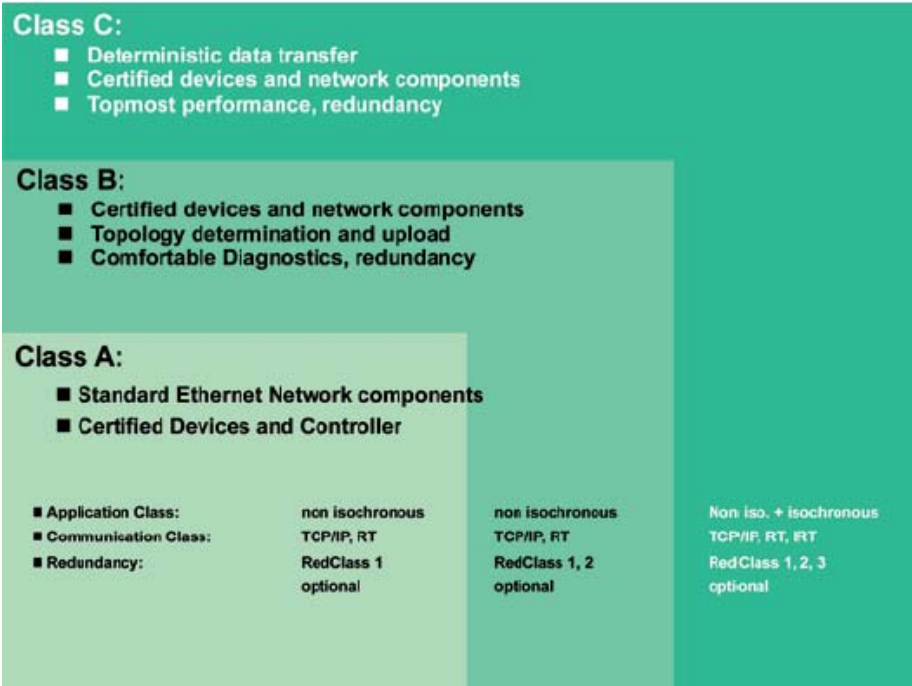 Class C:
■ Deterministic data transfer
■ Certified devices and network components
■ Topmost performance, redundancy
Class B:
■ Certified devices and network components
■ Topology determination and upload
■ Comfortable Diagnostics, redundancy
Class A:
■ Standard Ethernet Network components
■ Certified Devices and Controller
■ Application Class: non isochronous non isochronous Non iso. + isochronous
■ Communication Class: TCP/IP, RT TCP/IP, RT TCP/IP, RT, IRT
■ Redundancy: RedClass 1 RedClass 1, 2 RedClass 1, 2, 3
optional optional optional